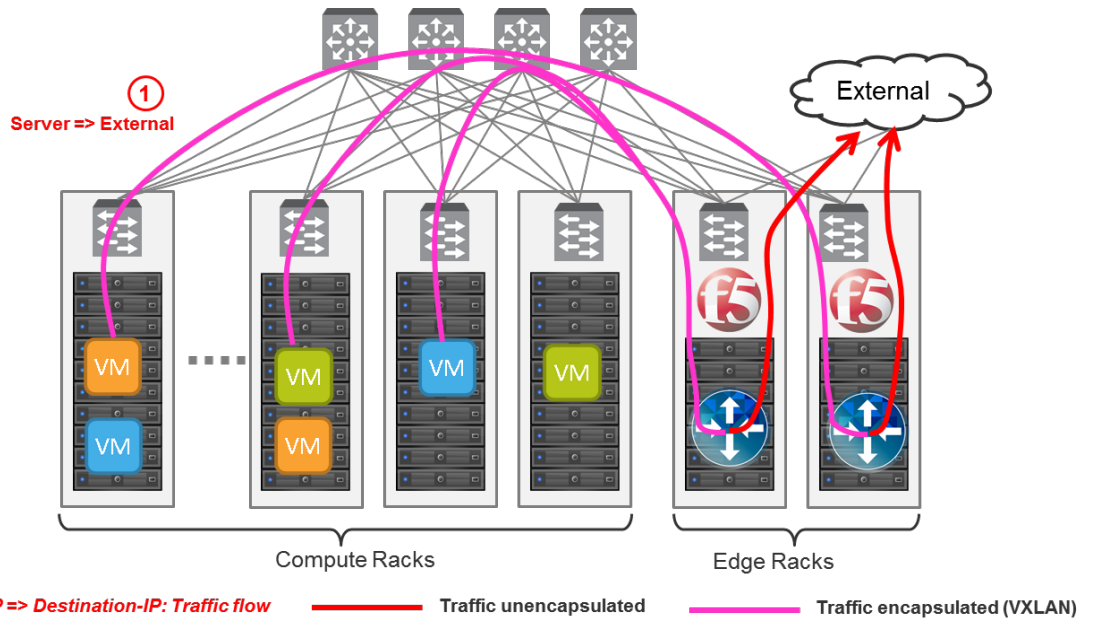 External
1
Server => External
f5
f5
VM
VM
VM
VM
VM
VM
Compute Racks
Edge Racks
P => Destination-IP: Traffic flow
Traffic unencapsulated
Traffic encapsulated (VXLAN)